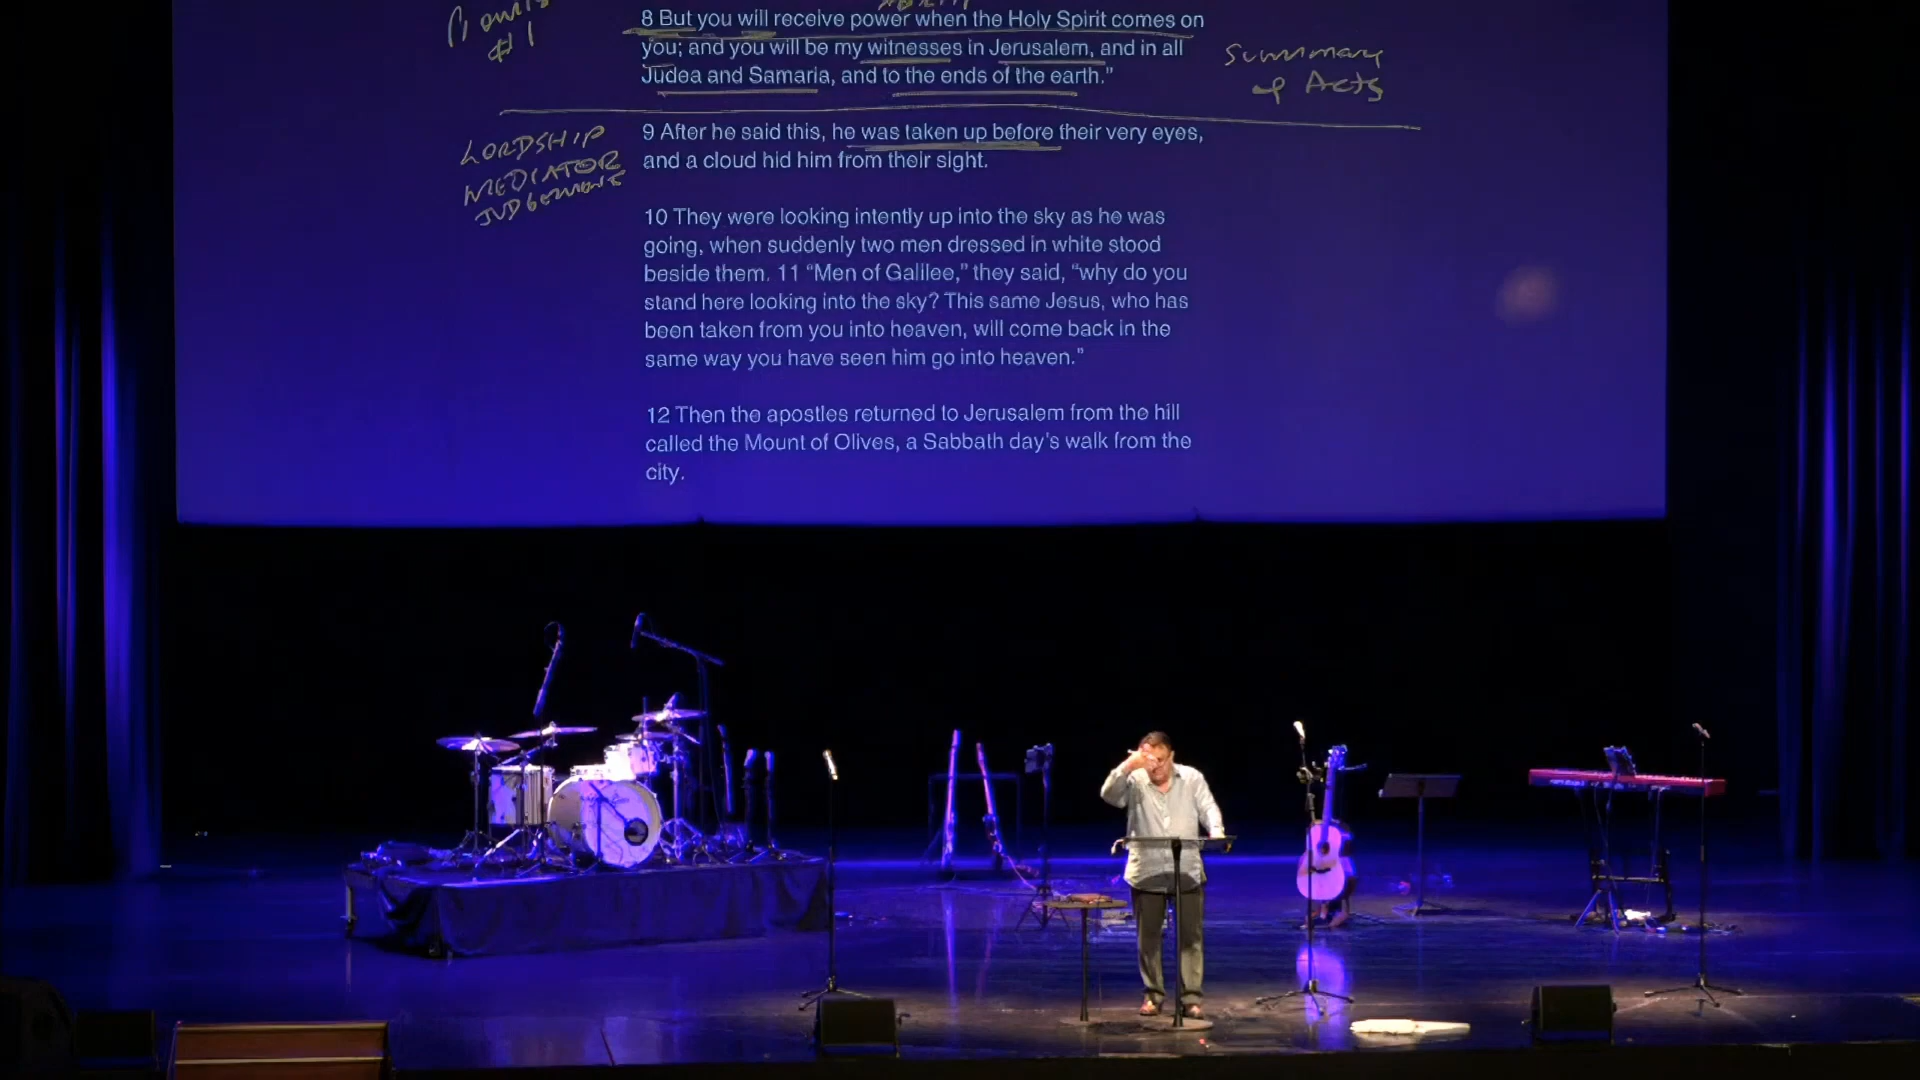 #1
8 But you will receive power when the Holy Spirit comes on
you; and you will be my witnesses in Jerusalem, and in all
Judea and Samaria, and to the ends of the earth."
Summary
of Acts
LORDSHIP
MEDIATOR
JUDGEMENT
9 After he said this, he was taken up before their very eyes,
and a cloud hid him from their sight.
10 They were looking intently up into the sky as he was
going, when suddenly two men dressed in white stood
beside them. 11 “Men of Galilee,” they said, “why do you
stand here looking into the sky? This same Jesus, who has
been taken from you into heaven, will come back in the
same way you have seen him go into heaven.”
12 Then the apostles returned to Jerusalem from the hill
called the Mount of Olives, a Sabbath day’s walk from the
city.